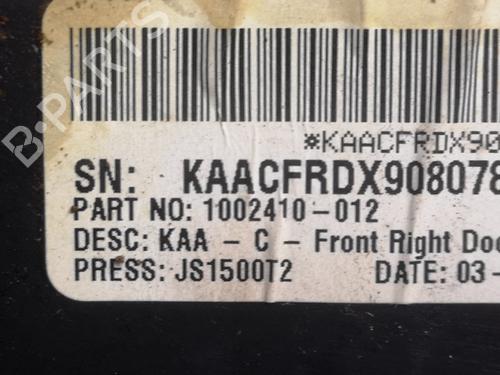 B-PARTS
*KAACFRDX90
SN: KAACFRDX908078
PART NO: 1002410-012
DESC: KAA - C - Front Right Doo
PRESS: JS1500T2 DATE: 03-